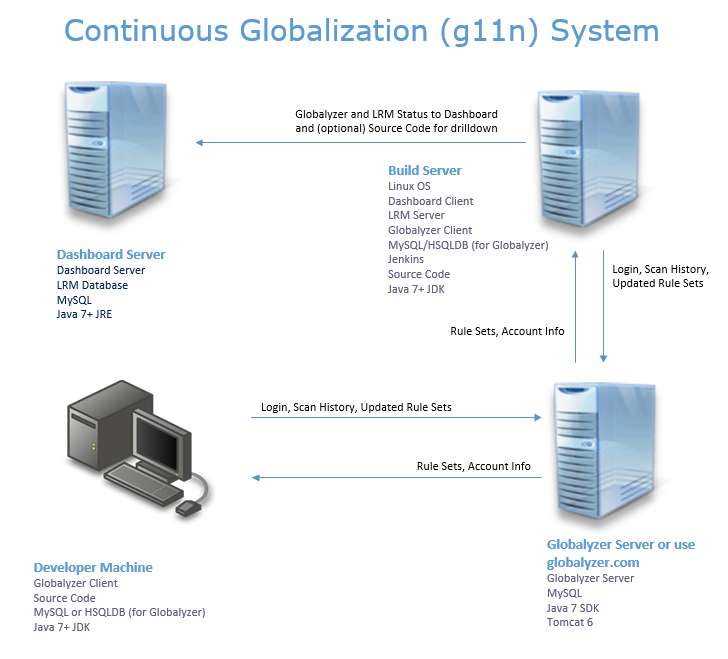 Continuous Globalization (g11n) System
Globalyzer and LRM Status to Dashboard
and (optional) Source Code for drilldown
Build Server
Linux OS
Dashboard Client
LRM Server
Globalyzer Client
MySQL/HSQLDB (for Globalyzer)
Jenkins
Source Code
Java 7+ JDK
Dashboard Server
Dashboard Server
LRM Database
MySQL
Java 7+ JRE
Login, Scan History,
Updated Rule Sets
Rule Sets, Account Info
Login, Scan History, Updated Rule Sets
Rule Sets, Account Info
Developer Machine
Globalyzer Client
Source Code
MySQL or HSQLDB (for Globalyzer)
Java 7+ JDK
Globalyzer Server or use
globalyzer.com
Globalyzer Server
MySQL
Java 7 SDK
Tomcat 6